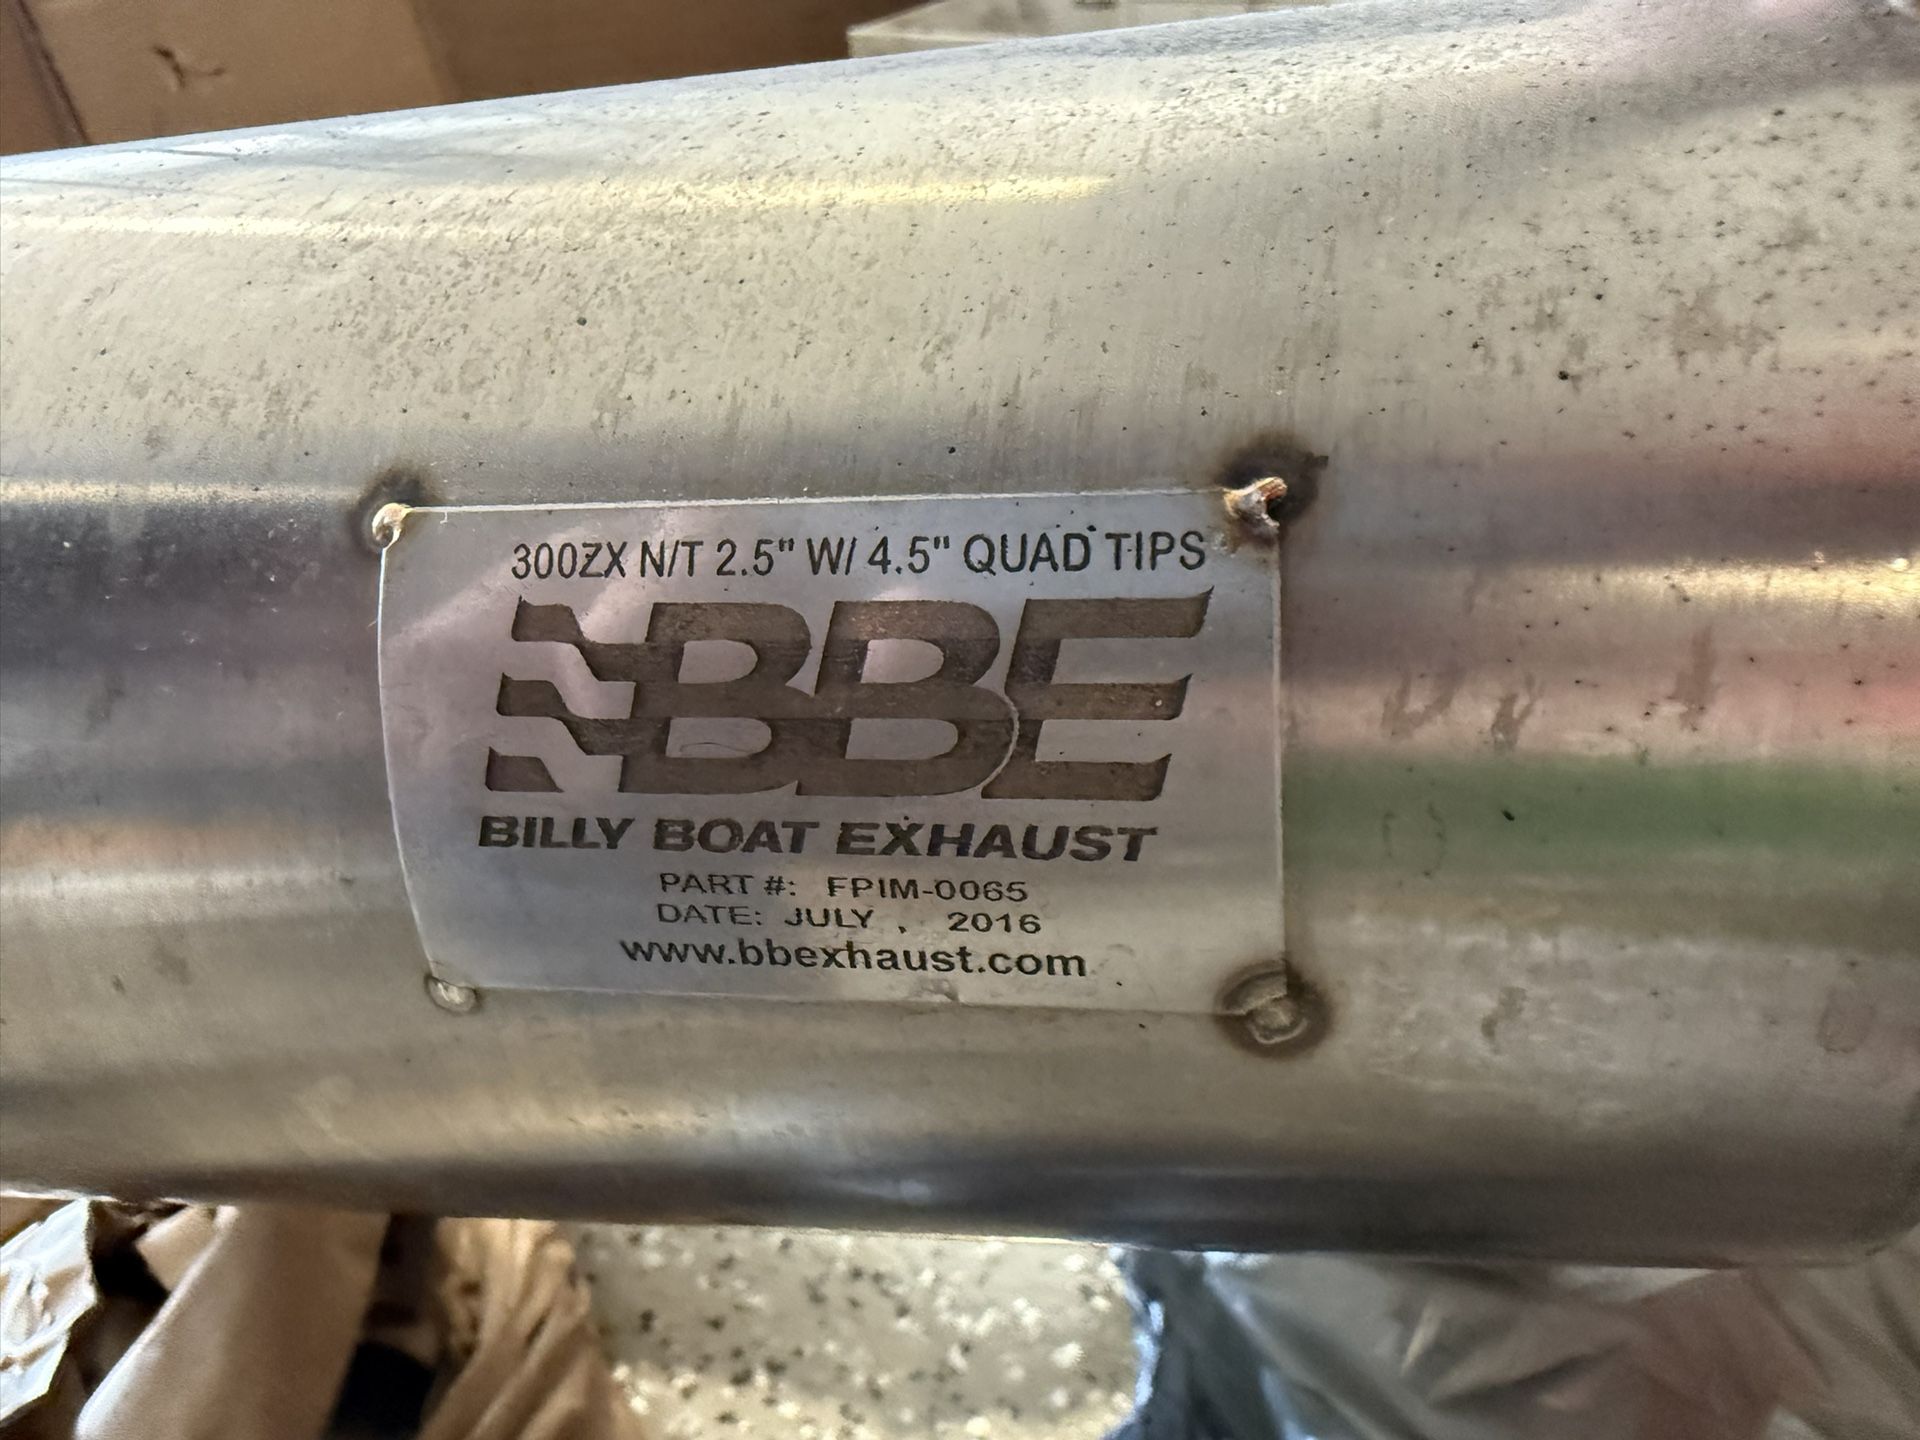 300ZX N/T 2.5" W/ 4.5" QUAD TIPS
BBE
BILLY BOAT EXHAUST
PART #: FPIM-0065
DATE: JULY , 2016
www.bbexhaust.com